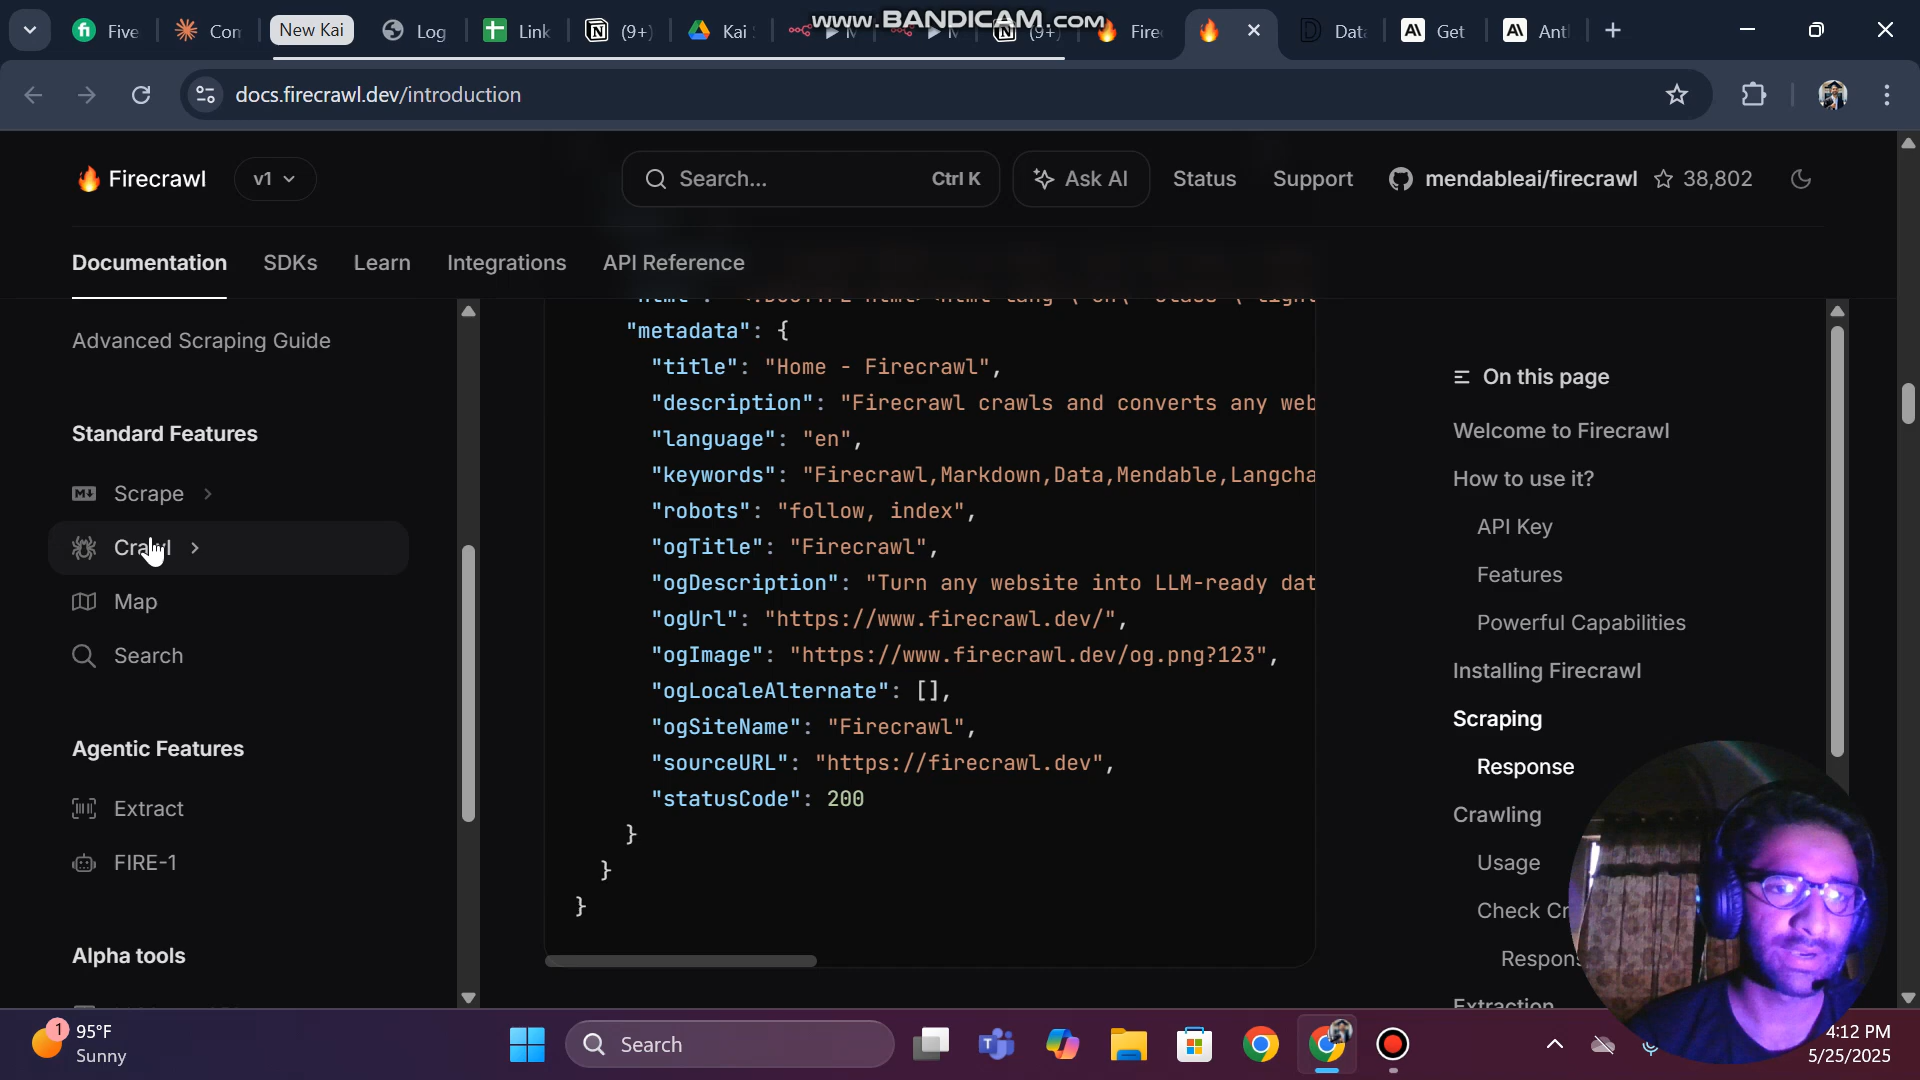 www.BANDICAM.com
Five
Con
New Kai
Log
Link
(9+)
Kai
(9+)
Fire
Data
Get
Ant
docs.firecrawl.dev/introduction
Firecrawl
v1
Search...
Ctrl K
Ask AI
Status
Support
mendableai/firecrawl
38,802
Documentation
SDKs
Learn
Integrations
API Reference
Advanced Scraping Guide
Standard Features
Scrape
Crawl
Map
Search
Agentic Features
Extract
FIRE-1
Alpha tools
"metadata": {
"title": "Home - Firecrawl",
"description": "Firecrawl crawls and converts any web
"language": "en",
"keywords": "Firecrawl,Markdown,Data,Mendable,Langcha
"robots": "follow, index",
"ogTitle": "Firecrawl",
"ogDescription": "Turn any website into LLM-ready dat
"ogUrl": "https://www.firecrawl.dev/",
"ogImage": "https://www.firecrawl.dev/og.png?123",
"ogLocaleAlternate": [],
"ogSiteName": "Firecrawl",
"sourceURL": "https://firecrawl.dev",
"statusCode": 200
}
}
}
On this page
Welcome to Firecrawl
How to use it?
API Key
Features
Powerful Capabilities
Installing Firecrawl
Scraping
Response
Crawling
Usage
Check Cr
Respons
Extraction
1
95°F
Sunny
Search
4:12 PM
5/25/2025